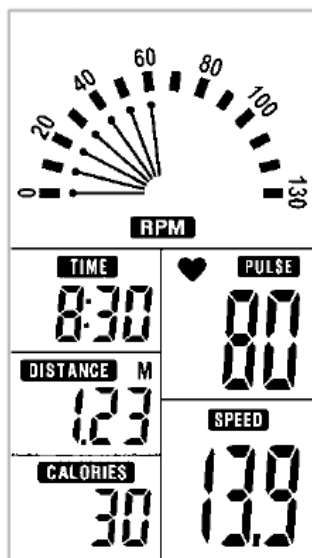 0 20 40 60 80 100 130
RPM
TIME
8:30
PULSE
80
DISTANCE M
1.23
SPEED
13.9
CALORIES
30